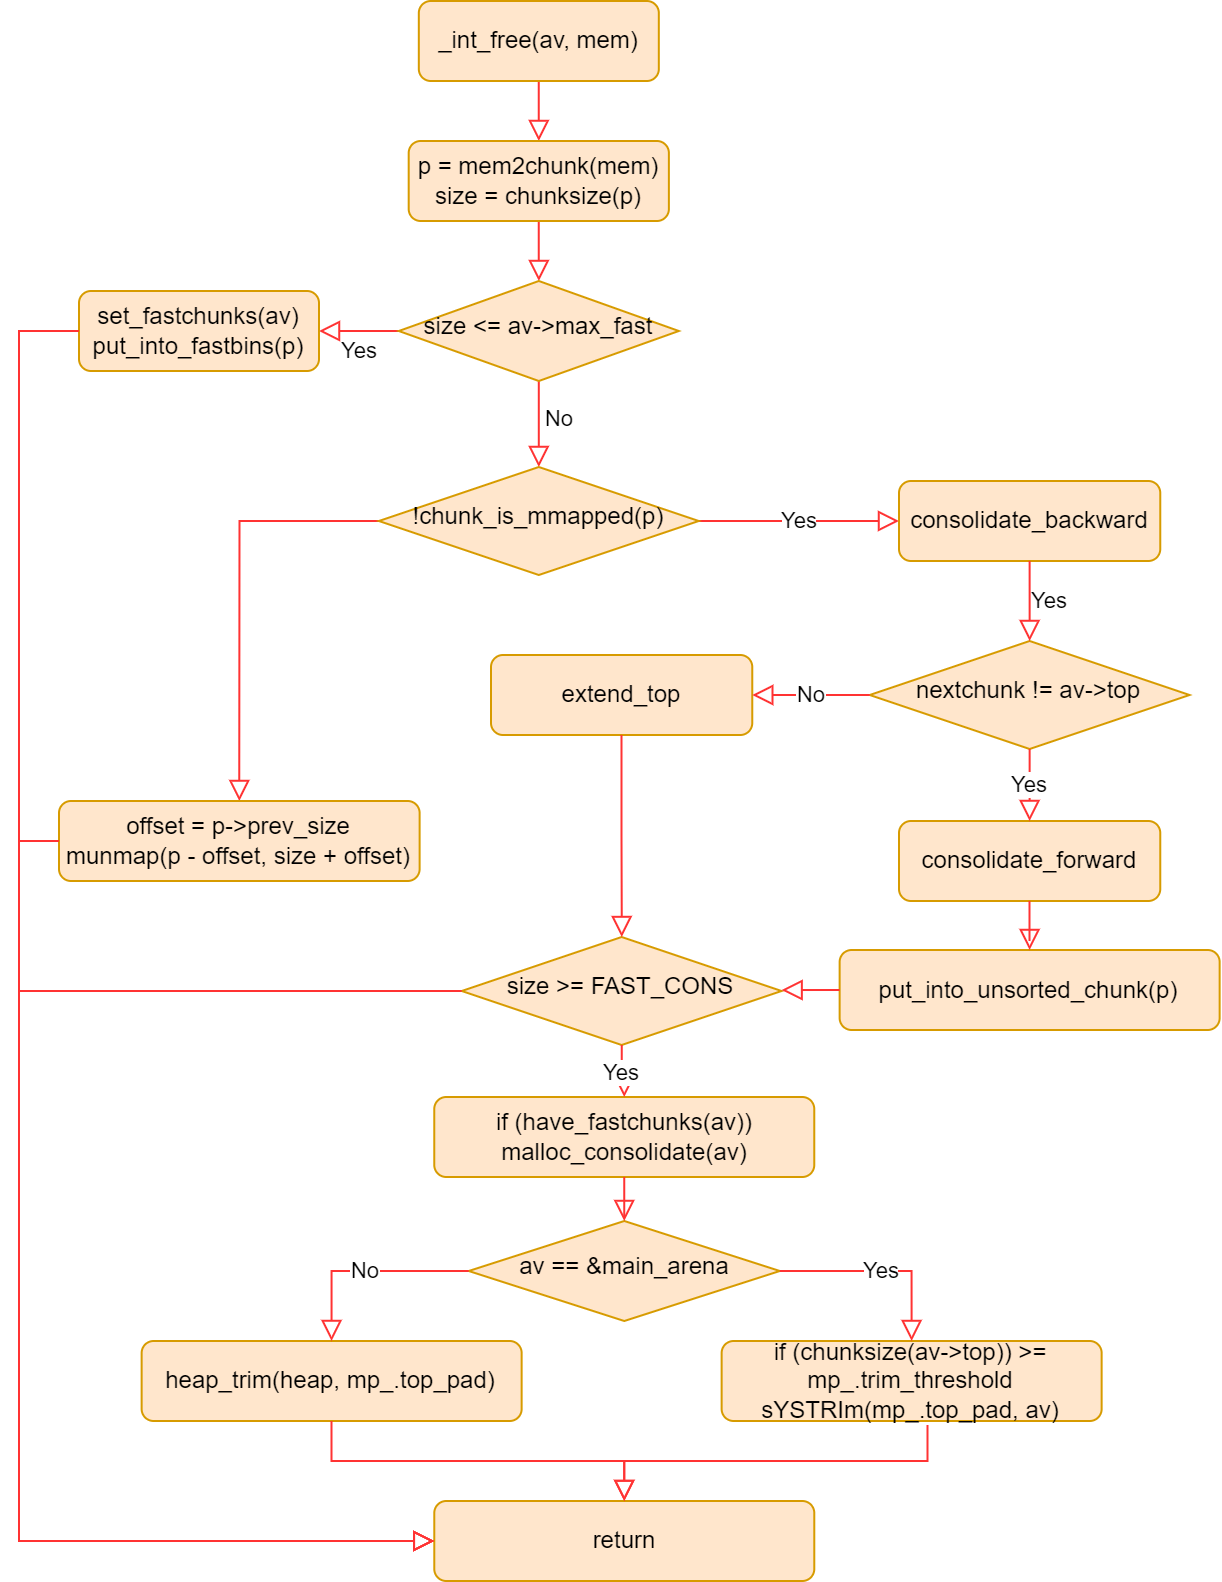 _int_free(av, mem)
p = mem2chunk(mem)
size = chunksize(p)
size <= av->max_fast
Yes
set_fastchunks(av)
put_into_fastbins(p)
No
!chunk_is_mmapped(p)
Yes
consolidate_backward
Yes
nextchunk != av->top
No
extend_top
Yes
consolidate_forward
offset = p->prev_size
munmap(p - offset, size + offset)
put_into_unsorted_chunk(p)
size >= FAST_CONS
Yes
if (have_fastchunks(av))
malloc_consolidate(av)
av == &main_arena
No
Yes
heap_trim(heap, mp_.top_pad)
if (chunksize(av->top)) >=
mp_.trim_threshold
sYSTRIm(mp_.top_pad, av)
return